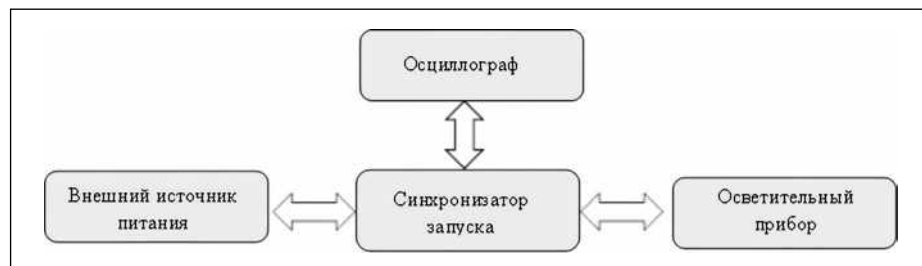 Осциллограф
Внешний источник
питания
Синхронизатор
запуска
Осветительный
прибор